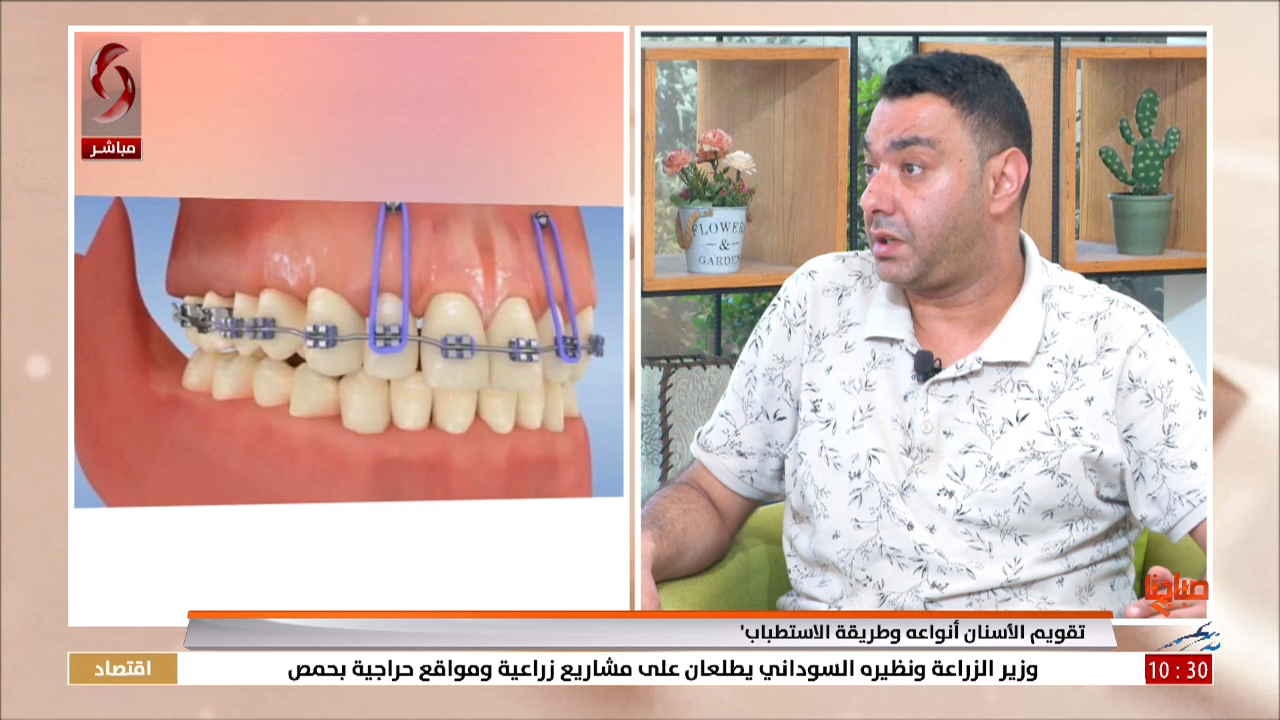 مباشر
FLOWER
&
GARDEN
صباحنا
تقويم الأسنان أنواعه وطريقة الاستطباب'
اقتصاد
وزير الزراعة ونظيره السوداني يطلعان على مشاريع زراعية ومواقع حراجية بحمص
10 : 30